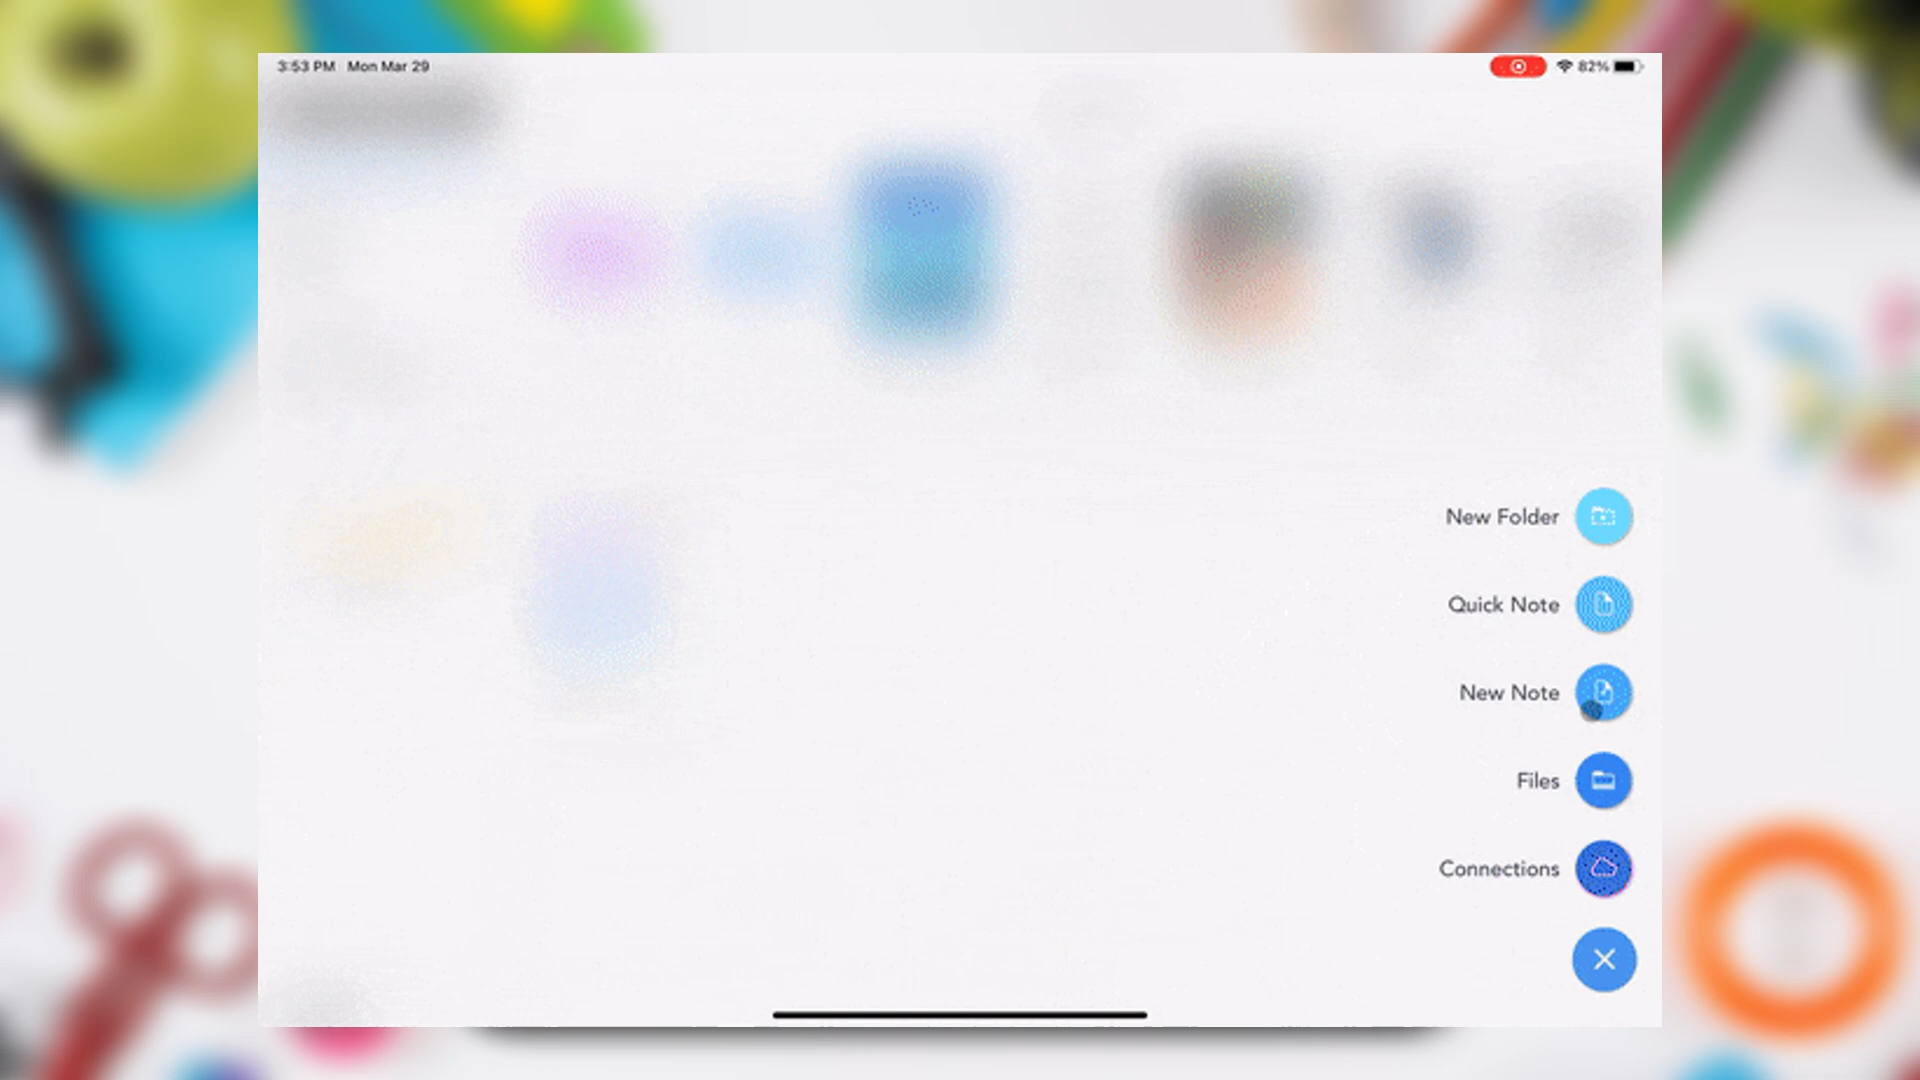 3:53 PM Mon Mar 29
82%
New Folder
Quick Note
New Note
Files
Connections